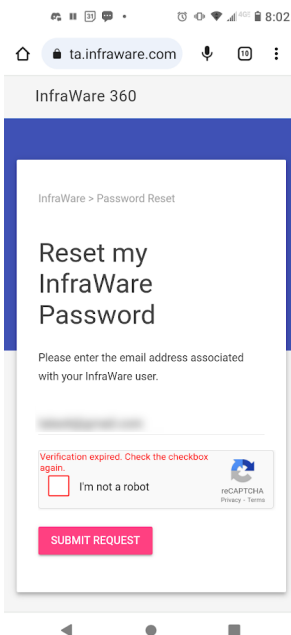 31
4G
8:02
ta.infraware.com
10
InfraWare 360
InfraWare > Password Reset
Reset my
InfraWare
Password
Please enter the email address associated
with your InfraWare user.
Verification expired. Check the checkbox
again.
I'm not a robot
reCAPTCHA
Privacy - Terms
SUBMIT REQUEST